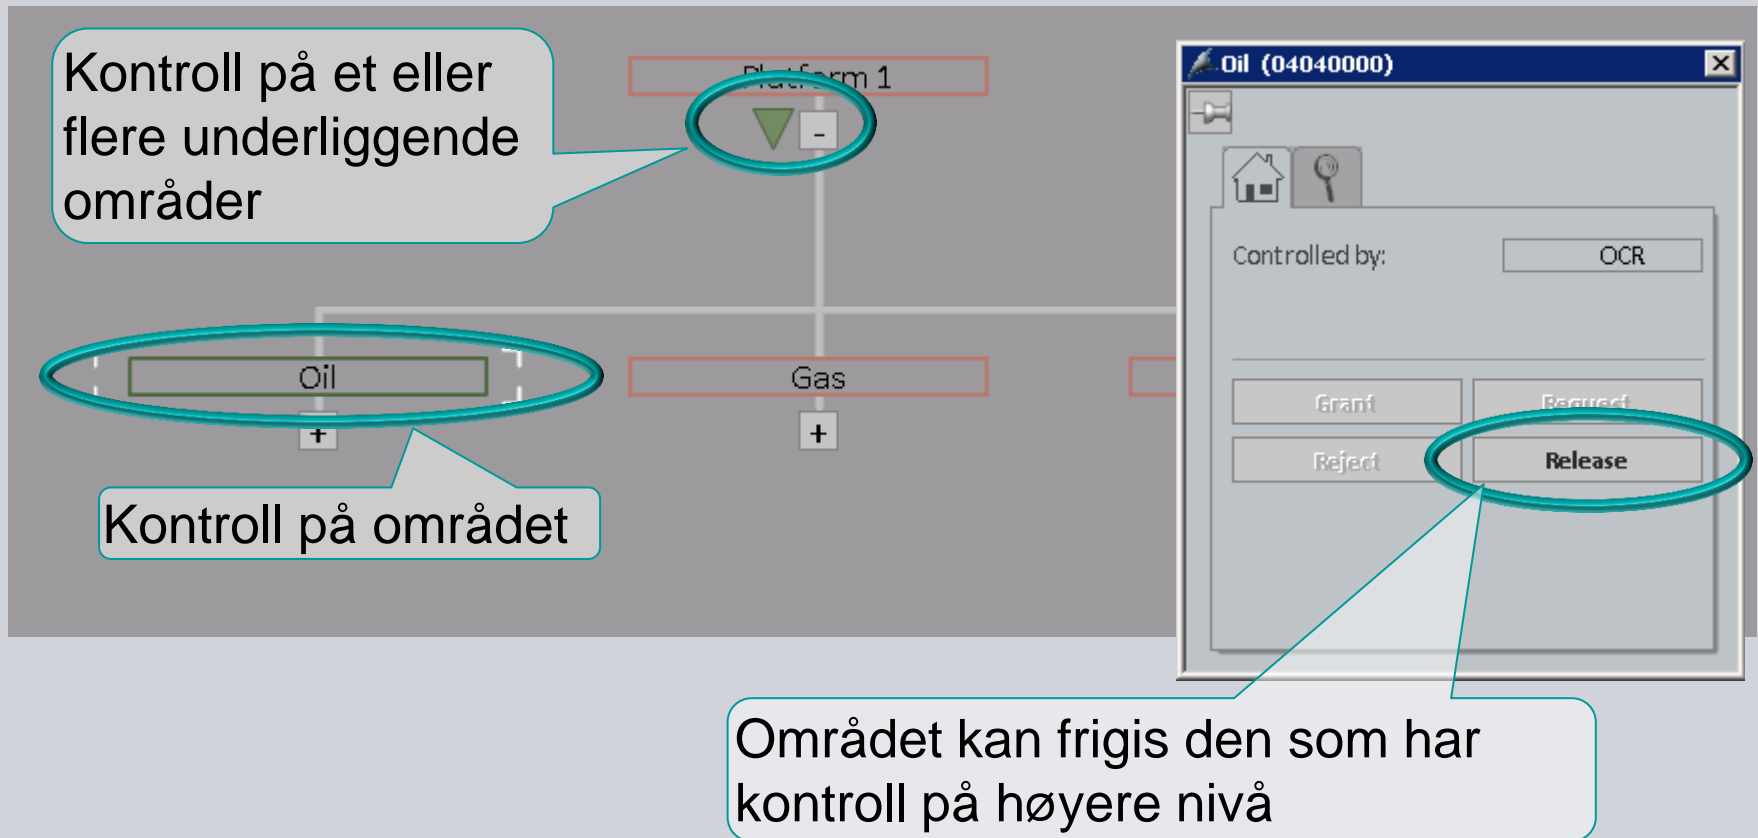 Kontroll på et eller
flere underliggende
områder
Platform 1
-
Oil
+
Gas
+
Kontroll på området
Oil (04040000)
Controlled by:
OCR
Grant
Request
Reject
Release
Området kan frigis den som har
kontroll på høyere nivå